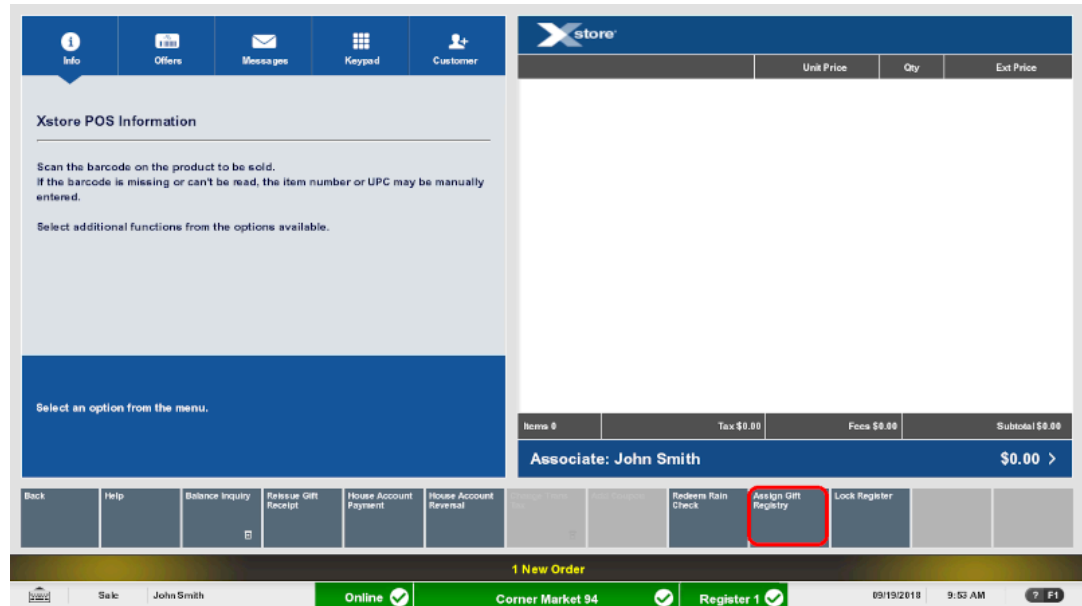 Info
Offers
Messages
Keypad
Customer
Xstore POS Information
Scan the barcode on the product to be sold.
If the barcode is missing or can't be read, the item number or UPC may be manually
entered.
Select additional functions from the options available.
Select an option from the menu.
Xstore
Unit Price Qty Ext Price
Items 0 Tax $0.00 Fees $0.00 Subtotal $0.00
Associate: John Smith $0.00 >
Back
Help
Balance Inquiry
Reissue Gift
Receipt
House Account
Payment
House Account
Reversal
Redeem Rain
Check
Assign Gift
Registry
Lock Register
1 New Order
Sale John Smith Online Corner Market 94 Register 1 09/19/2018 9:53 AM ? F1